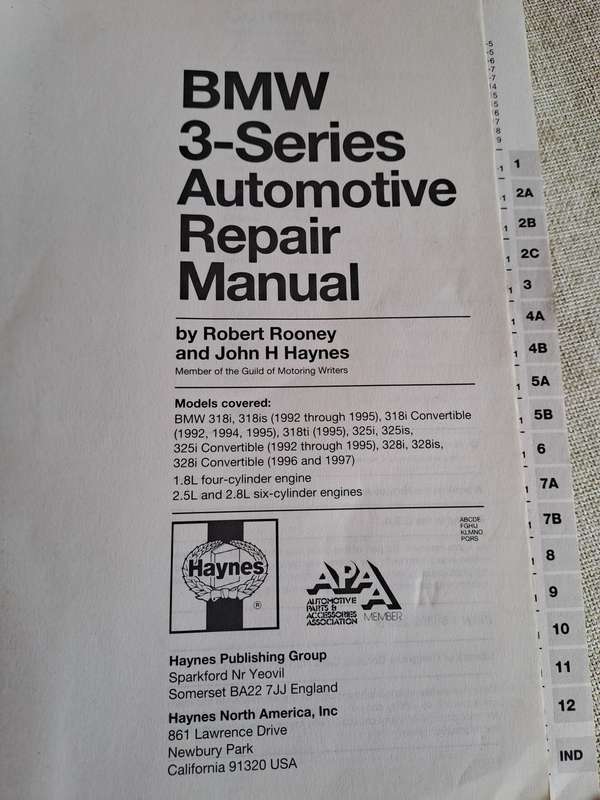 BMW
3-Series
Automotive
Repair
Manual
by Robert Rooney
and John H Haynes
Member of the Guild of Motoring Writers
Models covered:
BMW 318i, 318is (1992 through 1995), 318i Convertible
(1992, 1994, 1995), 318ti (1995), 325i, 325is,
325i Convertible (1992 through 1995), 328i, 328is,
328i Convertible (1996 and 1997)
1.8L four-cylinder engine
2.5L and 2.8L six-cylinder engines
ABCDE
FGHIJ
KLMNO
PQRS
Haynes
®
APAA
AUTOMOTIVE
PARTS &
ACCESSORIES
ASSOCIATION
MEMBER
Haynes Publishing Group
Sparkford Nr Yeovil
Somerset BA22 7JJ England
Haynes North America, Inc
861 Lawrence Drive
Newbury Park
California 91320 USA
1
2A
2B
2C
3
4A
4B
5A
5B
6
7A
7B
8
9
10
11
12
IND